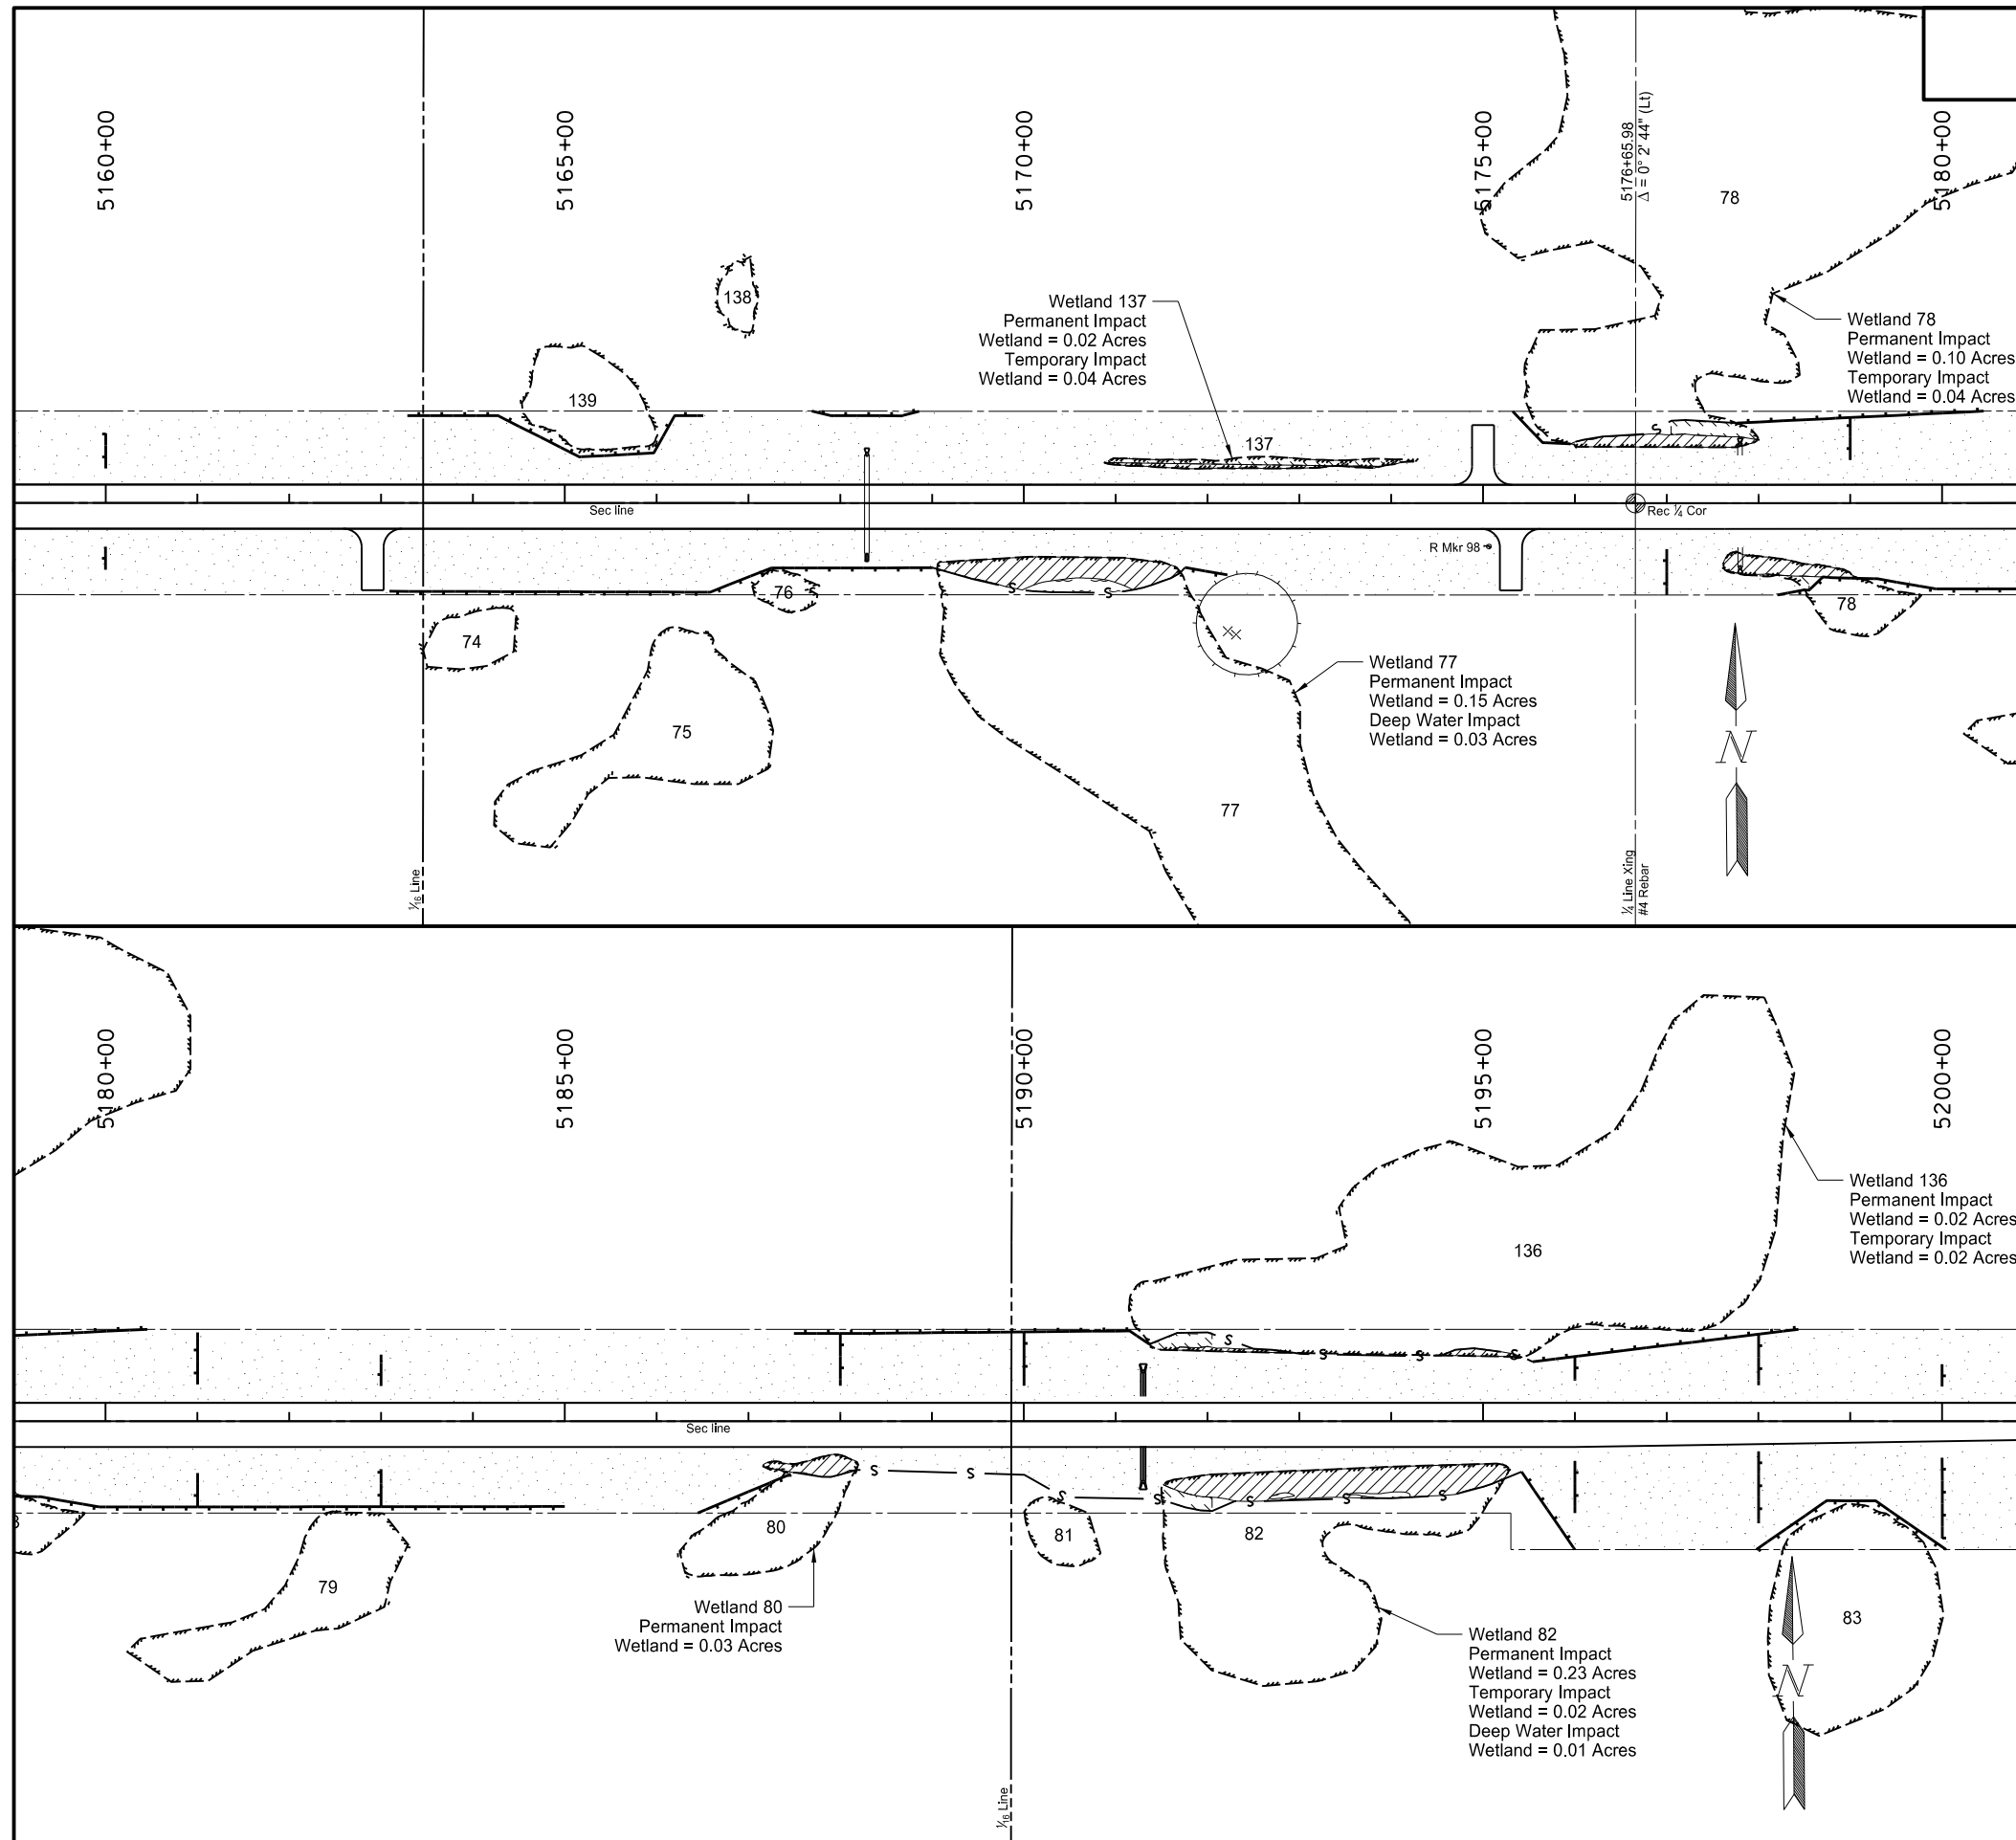 5160+00
5165+00
5170+00
5175+00
5176+65.98
Δ = 0° 2' 44" (Lt)
5180+00
78
138
139
Wetland 137
Permanent Impact
Wetland = 0.02 Acres
Temporary Impact
Wetland = 0.04 Acres
137
Wetland 78
Permanent Impact
Wetland = 0.10 Acres
Temporary Impact
Wetland = 0.04 Acres
S
Sec line
Rec ¼ Cor
R Mkr 98
76
S
S
74
75
78
Wetland 77
Permanent Impact
Wetland = 0.15 Acres
Deep Water Impact
Wetland = 0.03 Acres
77
N
1/16 Line
¼ Line Xing
#4 Rebar
5180+00
5185+00
5190+00
5195+00
5200+00
Wetland 136
Permanent Impact
Wetland = 0.02 Acres
Temporary Impact
Wetland = 0.02 Acres
136
S
S
S
S
Sec line
S
S
S
S
S
S
S
80
81
82
79
83
Wetland 80
Permanent Impact
Wetland = 0.03 Acres
Wetland 82
Permanent Impact
Wetland = 0.23 Acres
Temporary Impact
Wetland = 0.02 Acres
Deep Water Impact
Wetland = 0.01 Acres
N
1/16 Line